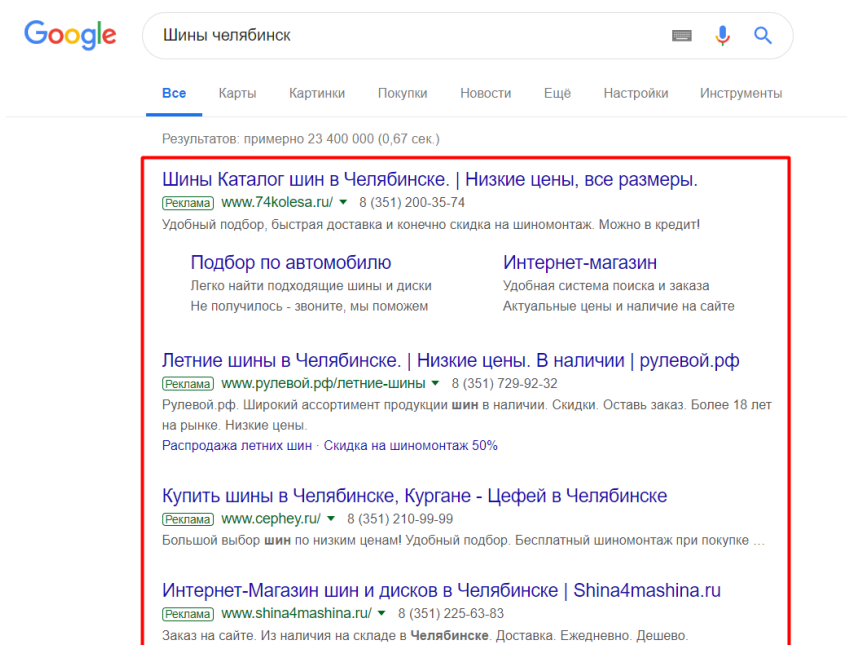 Google
Шины челябинск
Все Карты Картинки Покупки Новости Ещё Настройки Инструменты
Результатов: примерно 23 400 000 (0,67 сек.)
Шины Каталог шин в Челябинске. | Низкие цены, все размеры.
Реклама www.74kolesa.ru/ 8 (351) 200-35-74
Удобный подбор, быстрая доставка и конечно скидка на шиномонтаж. Можно в кредит!
Подбор по автомобилю
Легко найти подходящие шины и диски
Не получилось - звоните, мы поможем
Интернет-магазин
Удобная система поиска и заказа
Актуальные цены и наличие на сайте
Летние шины в Челябинске. | Низкие цены. В наличии | рулевой.рф
Реклама www.рулевой.рф/летние-шины 8 (351) 729-92-32
Рулевой.рф. Широкий ассортимент продукции шин в наличии. Скидки. Оставь заказ. Более 18 лет
на рынке. Низкие цены.
Распродажа летних шин · Скидка на шиномонтаж 50%
Купить шины в Челябинске, Кургане - Цефей в Челябинске
Реклама www.cephey.ru/ 8 (351) 210-99-99
Большой выбор шин по низким ценам! Удобный подбор. Бесплатный шиномонтаж при покупке ...
Интернет-Магазин шин и дисков в Челябинске | Shina4mashina.ru
Реклама www.shina4mashina.ru/ 8 (351) 225-63-83
Заказ на сайте. Из наличия на складе в Челябинске. Доставка. Ежедневно. Дешево.